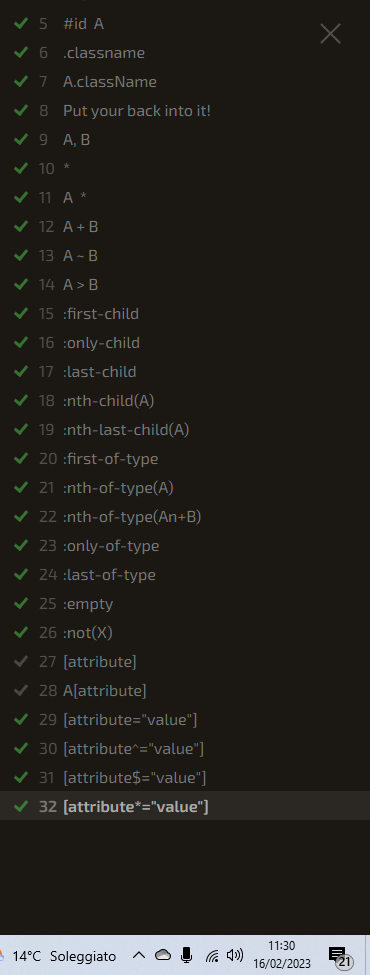 5 #id A
6 .classname
7 A.className
8 Put your back into it!
9 A, B
10 *
11 A *
12 A + B
13 A ~ B
14 A > B
15 :first-child
16 :only-child
17 :last-child
18 :nth-child(A)
19 :nth-last-child(A)
20 :first-of-type
21 :nth-of-type(A)
22 :nth-of-type(An+B)
23 :only-of-type
24 :last-of-type
25 :empty
26 :not(X)
27 [attribute]
28 A[attribute]
29 [attribute="value"]
30 [attribute^="value"]
31 [attribute$="value"]
32 [attribute*="value"]
14°C Soleggiato
11:30
16/02/2023
21